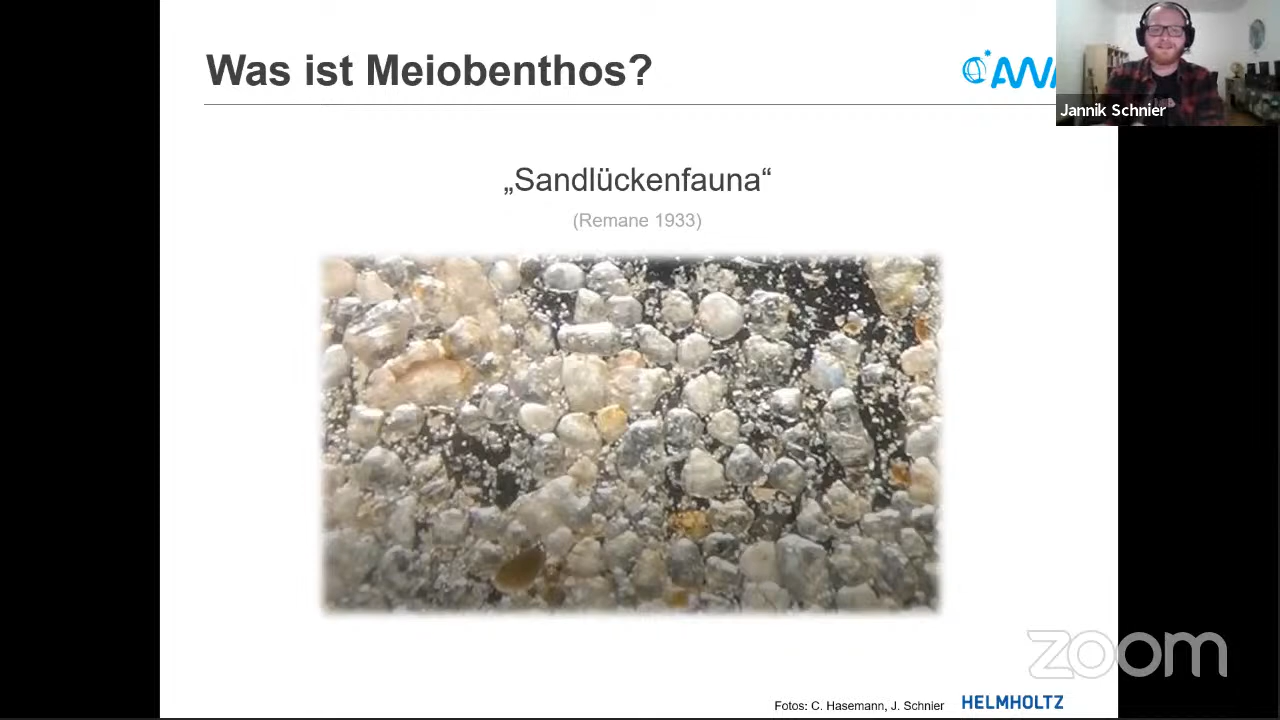 Was ist Meiobenthos?
Jannik Schnier
„Sandlückenfauna“
(Remane 1933)
zoom
Fotos: C. Hasemann, J. Schnier
HELMHOLTZ